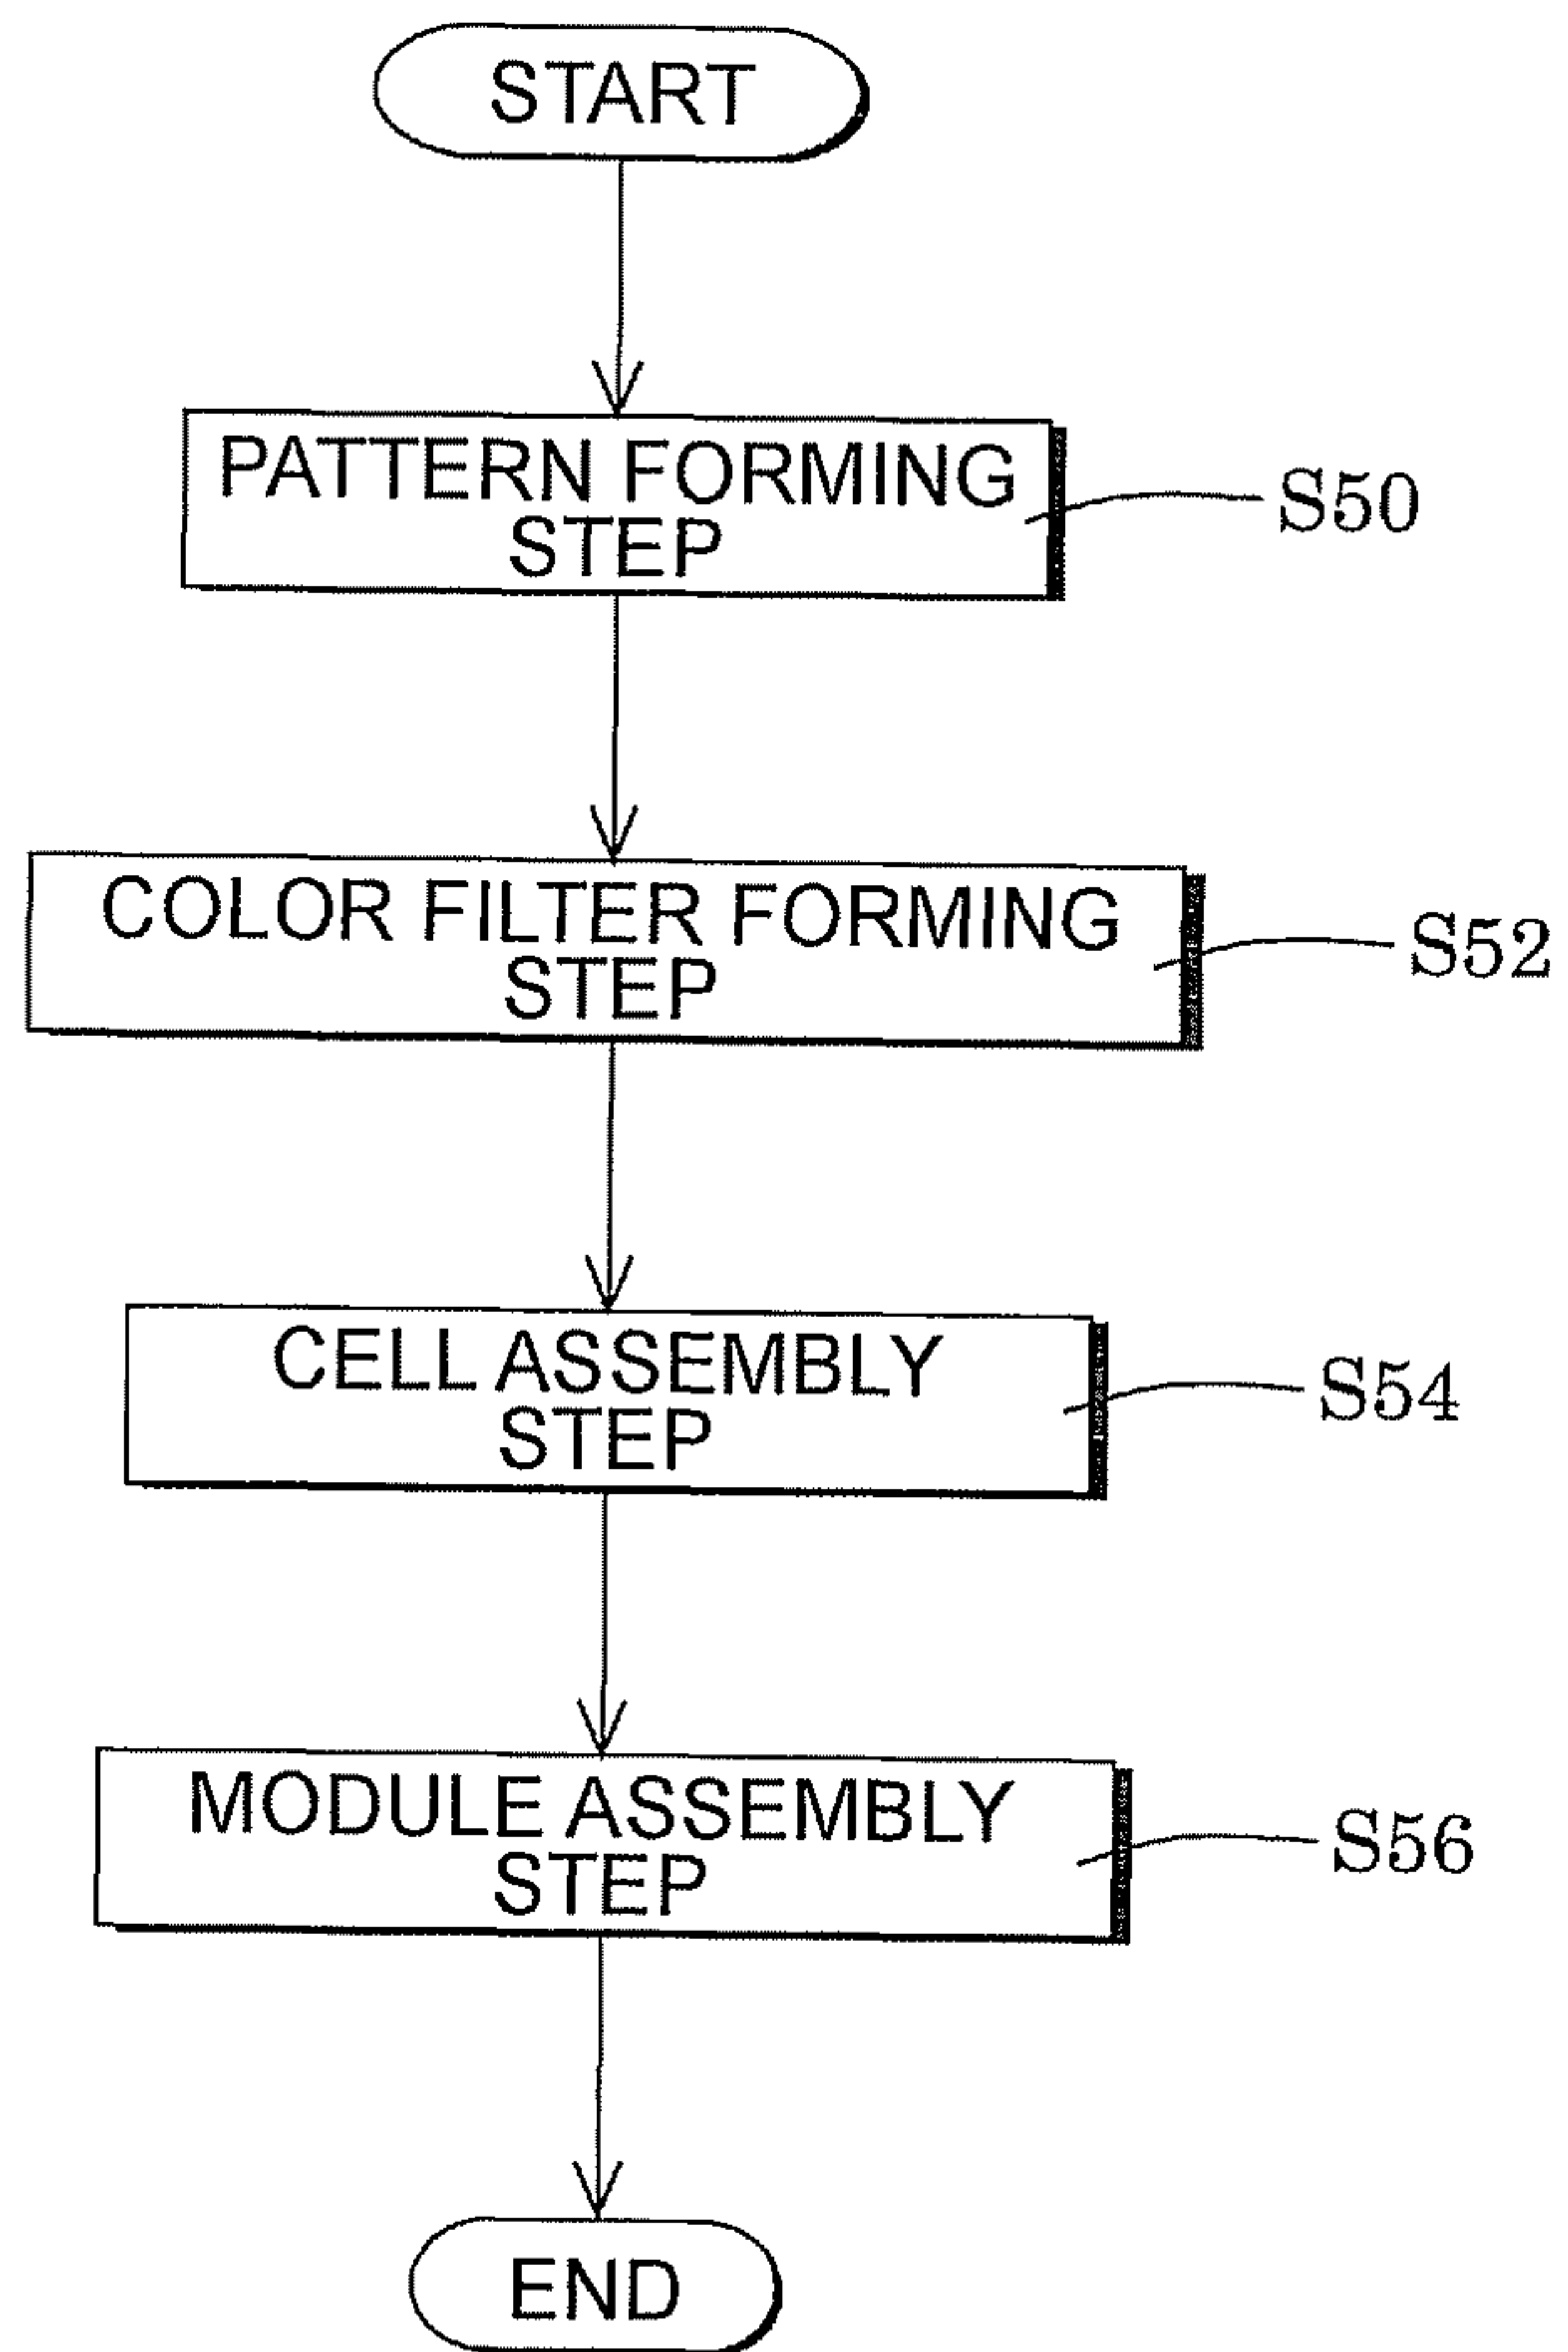 START
PATTERN FORMING
STEP
S50
COLOR FILTER FORMING
STEP
S52
CELL ASSEMBLY
STEP
S54
MODULE ASSEMBLY
STEP
S56
END